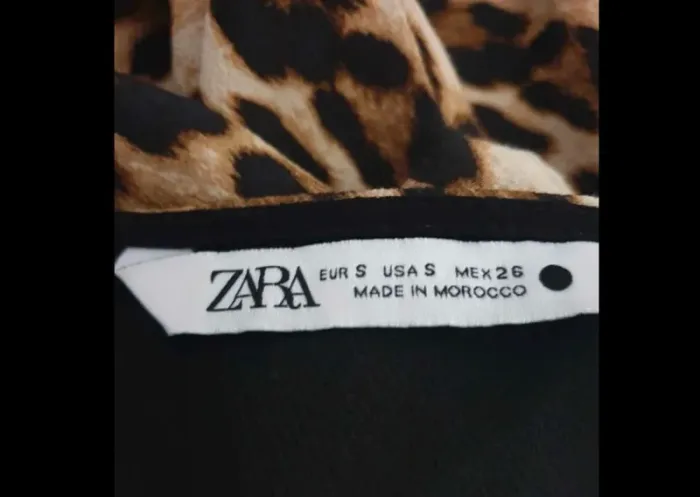 ZARA EUR S USA S MEX 26
MADE IN MOROCCO